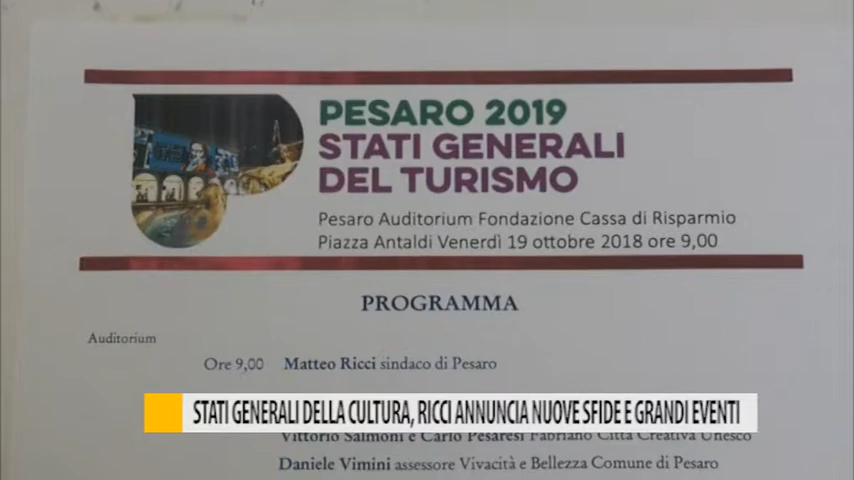 PESARO 2019
STATI GENERALI
DEL TURISMO
Pesaro Auditorium Fondazione Cassa di Risparmio
Piazza Antaldi Venerdì 19 ottobre 2018 ore 9,00
PROGRAMMA
Auditorium
Ore 9,00 Matteo Ricci sindaco di Pesaro
STATI GENERALI DELLA CULTURA, RICCI ANNUNCIA NUOVE SFIDE E GRANDI EVENTI
Vittorio Salmoni e Carlo Pesaresi Fabriano Città Creativa Unesco
Daniele Vimini assessore Vivacità e Bellezza Comune di Pesaro